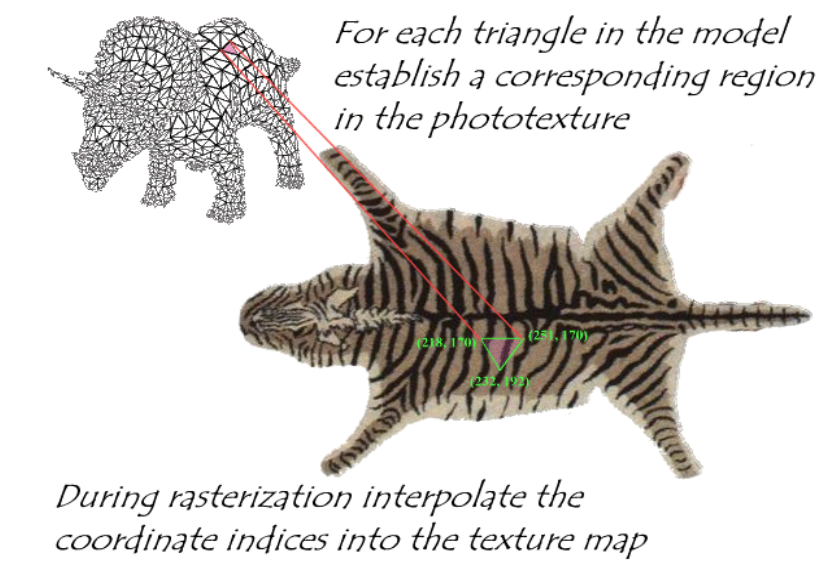 For each triangle in the model
establish a corresponding region
in the phototexture
(218, 170)
(251, 170)
(232, 192)
During rasterization interpolate the
coordinate indices into the texture map